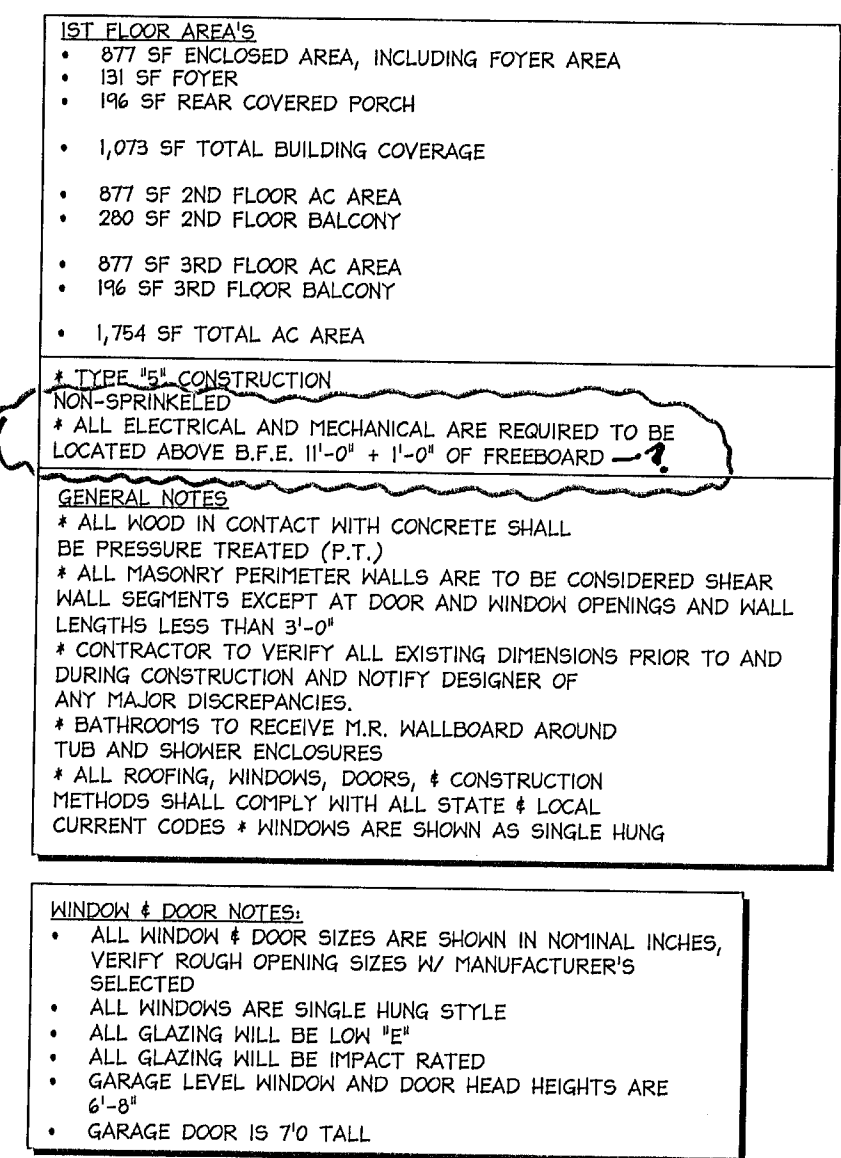 1ST FLOOR AREA'S
• 877 SF ENCLOSED AREA, INCLUDING FOYER AREA
• 131 SF FOYER
• 196 SF REAR COVERED PORCH
• 1,073 SF TOTAL BUILDING COVERAGE
• 877 SF 2ND FLOOR AC AREA
• 280 SF 2ND FLOOR BALCONY
• 877 SF 3RD FLOOR AC AREA
• 196 SF 3RD FLOOR BALCONY
• 1,754 SF TOTAL AC AREA
* TYPE "5" CONSTRUCTION
NON-SPRINKELED
* ALL ELECTRICAL AND MECHANICAL ARE REQUIRED TO BE
LOCATED ABOVE B.F.E. 11'-0" + 1'-0" OF FREEBOARD —?
GENERAL NOTES
* ALL WOOD IN CONTACT WITH CONCRETE SHALL
BE PRESSURE TREATED (P.T.)
* ALL MASONRY PERIMETER WALLS ARE TO BE CONSIDERED SHEAR
WALL SEGMENTS EXCEPT AT DOOR AND WINDOW OPENINGS AND WALL
LENGTHS LESS THAN 3'-0"
* CONTRACTOR TO VERIFY ALL EXISTING DIMENSIONS PRIOR TO AND
DURING CONSTRUCTION AND NOTIFY DESIGNER OF
ANY MAJOR DISCREPANCIES.
* BATHROOMS TO RECEIVE M.R. WALLBOARD AROUND
TUB AND SHOWER ENCLOSURES
* ALL ROOFING, WINDOWS, DOORS, & CONSTRUCTION
METHODS SHALL COMPLY WITH ALL STATE & LOCAL
CURRENT CODES * WINDOWS ARE SHOWN AS SINGLE HUNG
WINDOW & DOOR NOTES:
• ALL WINDOW & DOOR SIZES ARE SHOWN IN NOMINAL INCHES,
VERIFY ROUGH OPENING SIZES W/ MANUFACTURER'S
SELECTED
• ALL WINDOWS ARE SINGLE HUNG STYLE
• ALL GLAZING WILL BE LOW "E"
• ALL GLAZING WILL BE IMPACT RATED
• GARAGE LEVEL WINDOW AND DOOR HEAD HEIGHTS ARE
6'-8"
• GARAGE DOOR IS 7'0 TALL